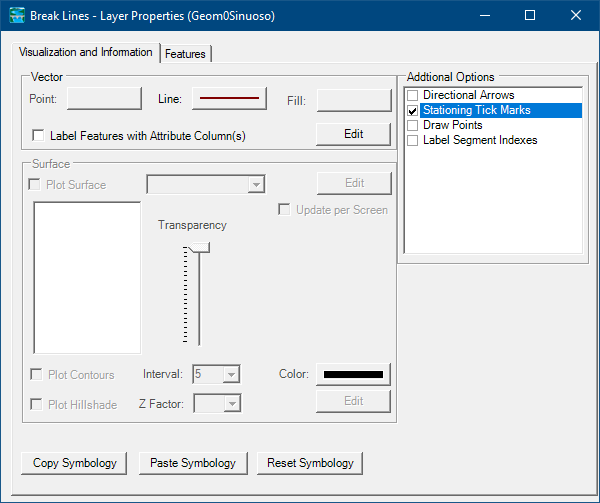 Break Lines - Layer Properties (Geom0Sinuoso)
Visualization and Information
Features
Vector
Point:
Line:
Fill:
Label Features with Attribute Column(s)
Edit
Surface
Plot Surface
Edit
Update per Screen
Transparency
Plot Contours
Interval:
5
Color:
Plot Hillshade
Z Factor:
Edit
Addtional Options
Directional Arrows
Stationing Tick Marks
Draw Points
Label Segment Indexes
Copy Symbology
Paste Symbology
Reset Symbology